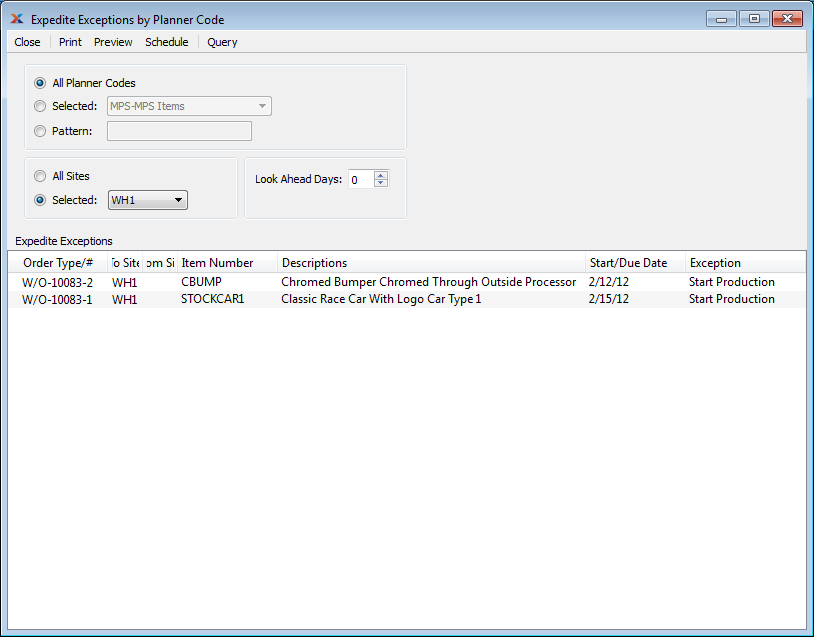 Expedite Exceptions by Planner Code
Close Print Preview Schedule Query
All Planner Codes
Selected: MPS-MPS Items
Pattern:
All Sites
Selected: WH1
Look Ahead Days: 0
Expedite Exceptions
Order Type/# To Site om Si Item Number Descriptions Start/Due Date Exception
W/O-10083-2 WH1 CBUMP Chromed Bumper Chromed Through Outside Processor 2/12/12 Start Production
W/O-10083-1 WH1 STOCKCAR1 Classic Race Car With Logo Car Type 1 2/15/12 Start Production